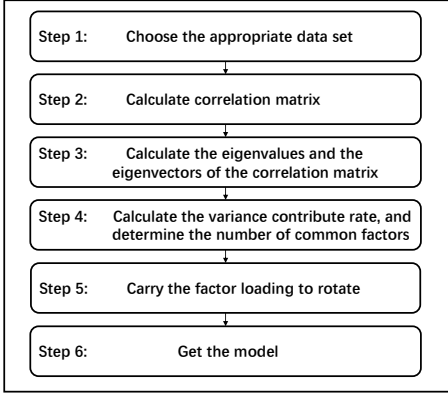 Step 1: Choose the appropriate data set
Step 2: Calculate correlation matrix
Step 3: Calculate the eigenvalues and the
eigenvectors of the correlation matrix
Step 4: Calculate the variance contribute rate, and
determine the number of common factors
Step 5: Carry the factor loading to rotate
Step 6: Get the model